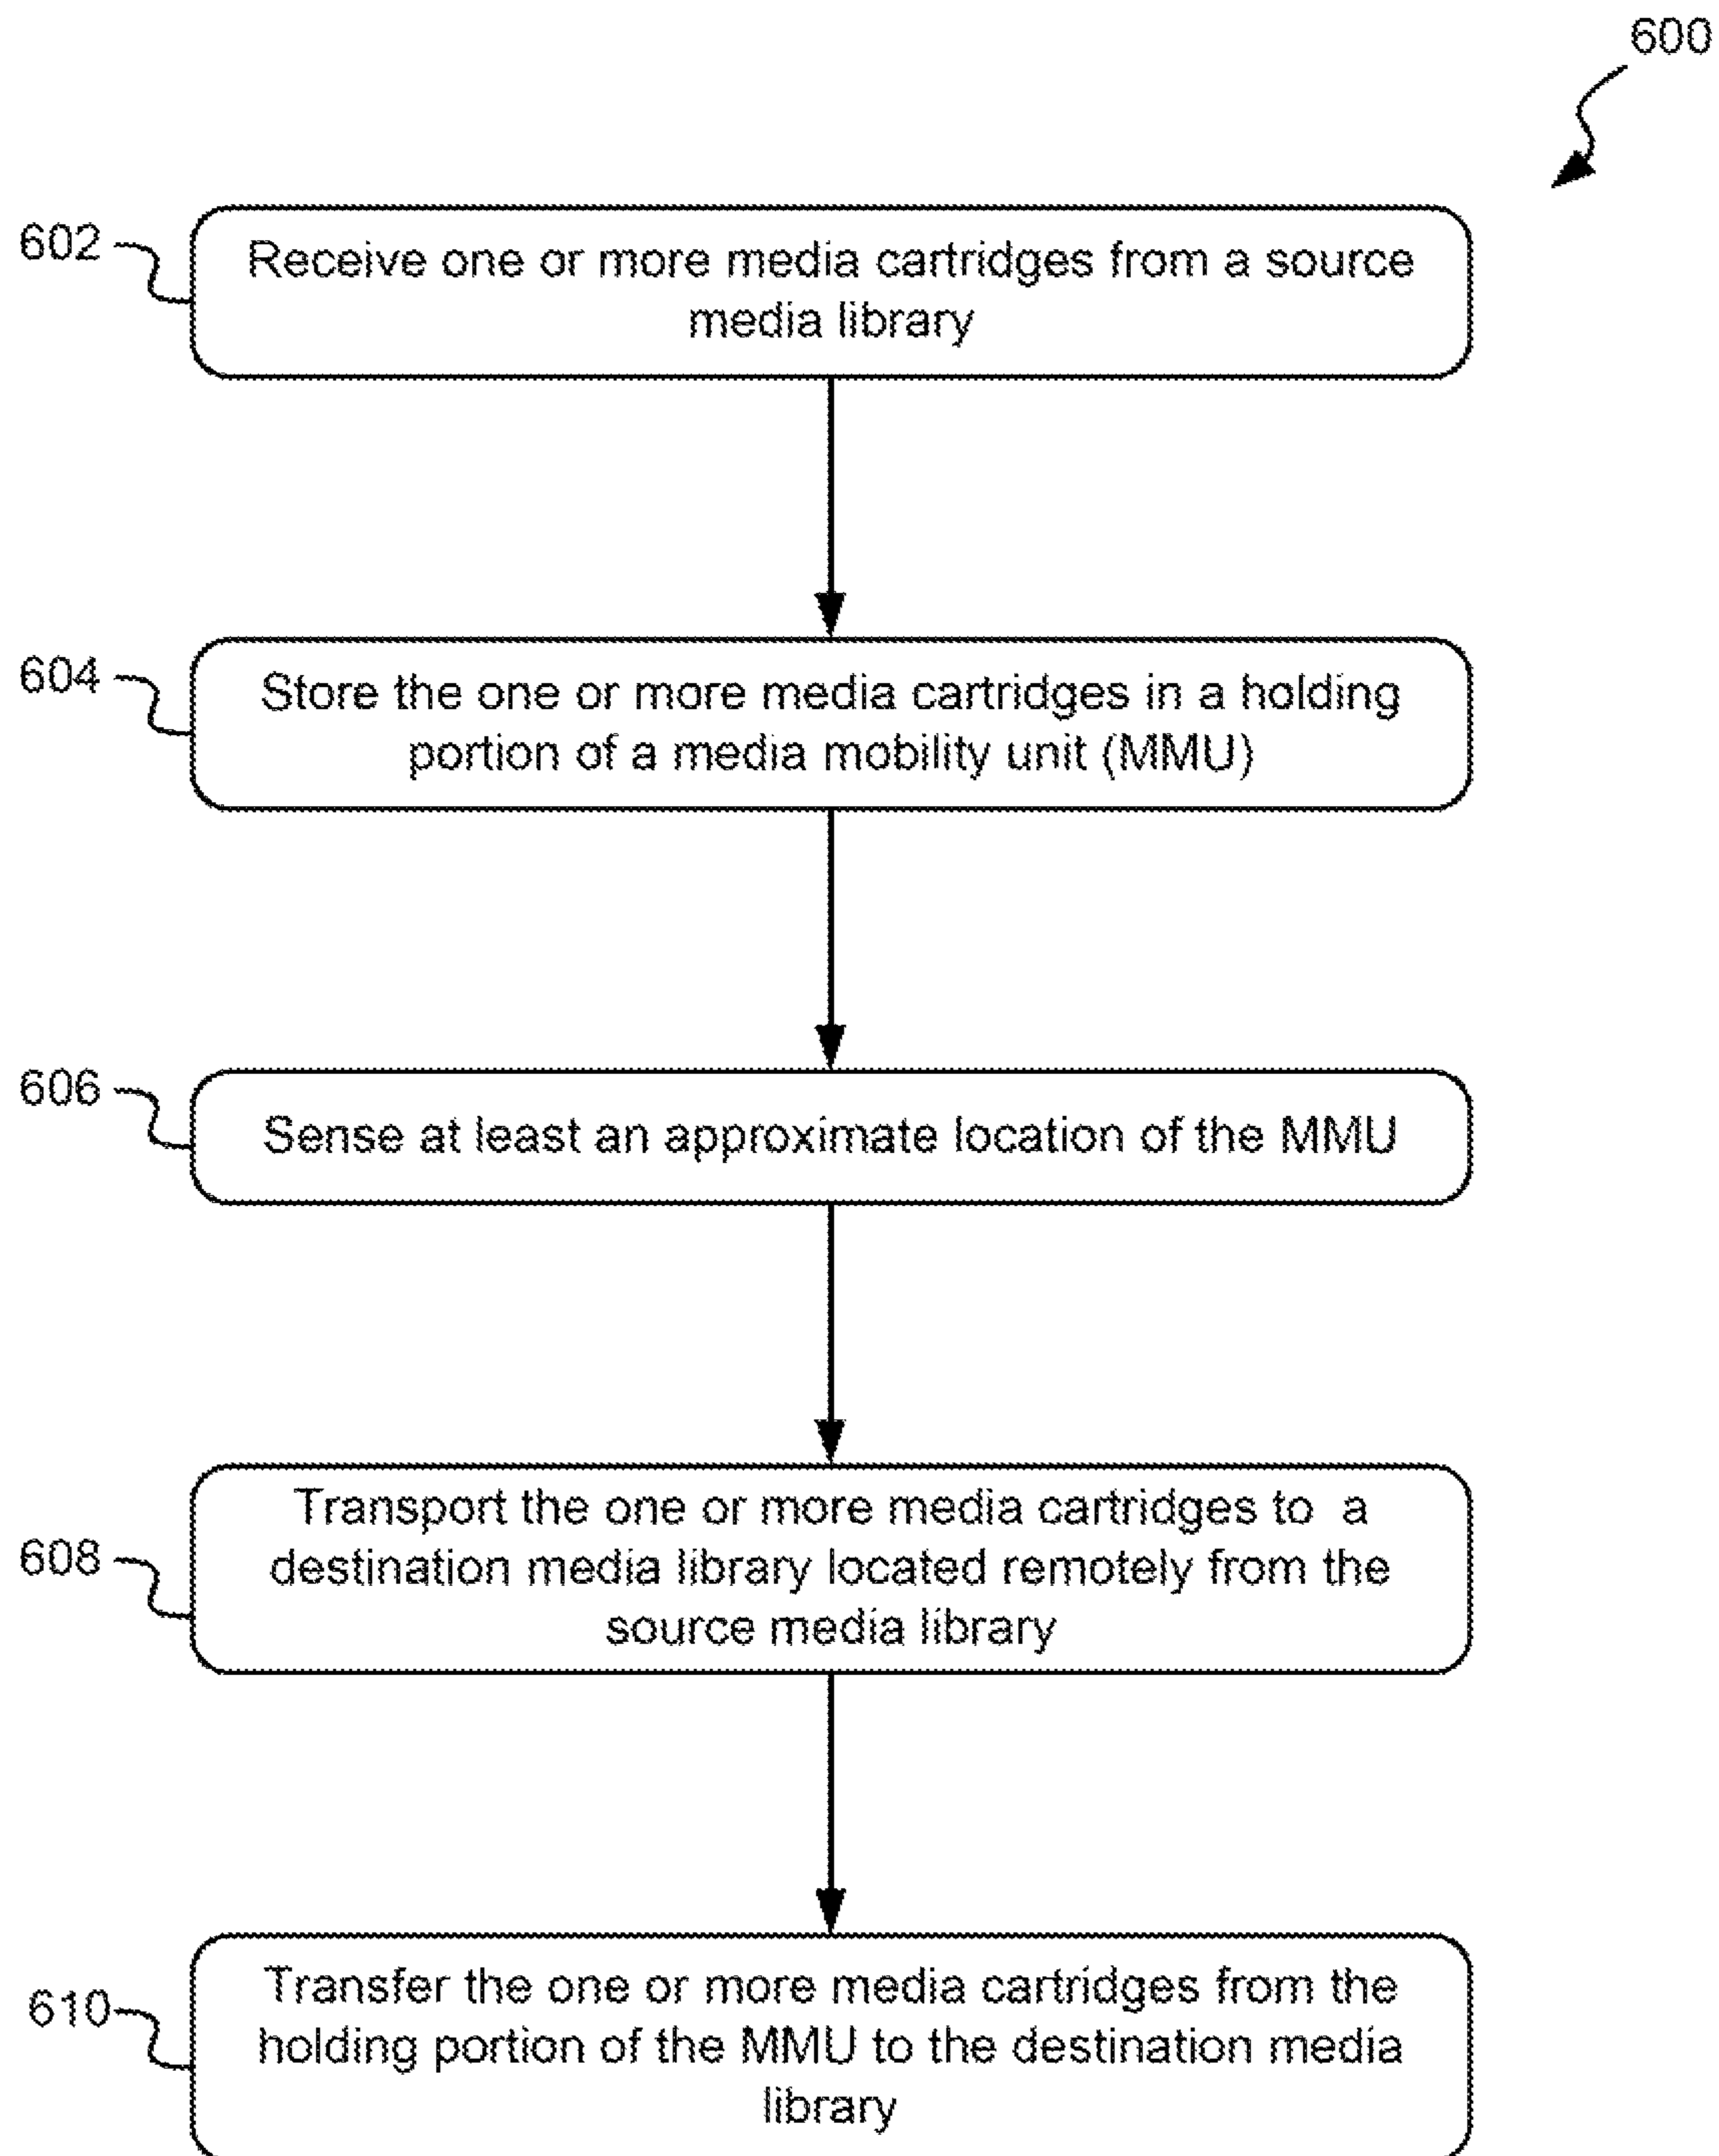 600
602
Receive one or more media cartridges from a source
media library
604
Store the one or more media cartridges in a holding
portion of a media mobility unit (MMU)
606
Sense at least an approximate location of the MMU
608
Transport the one or more media cartridges to a
destination media library located remotely from the
source media library
610
Transfer the one or more media cartridges from the
holding portion of the MMU to the destination media
library